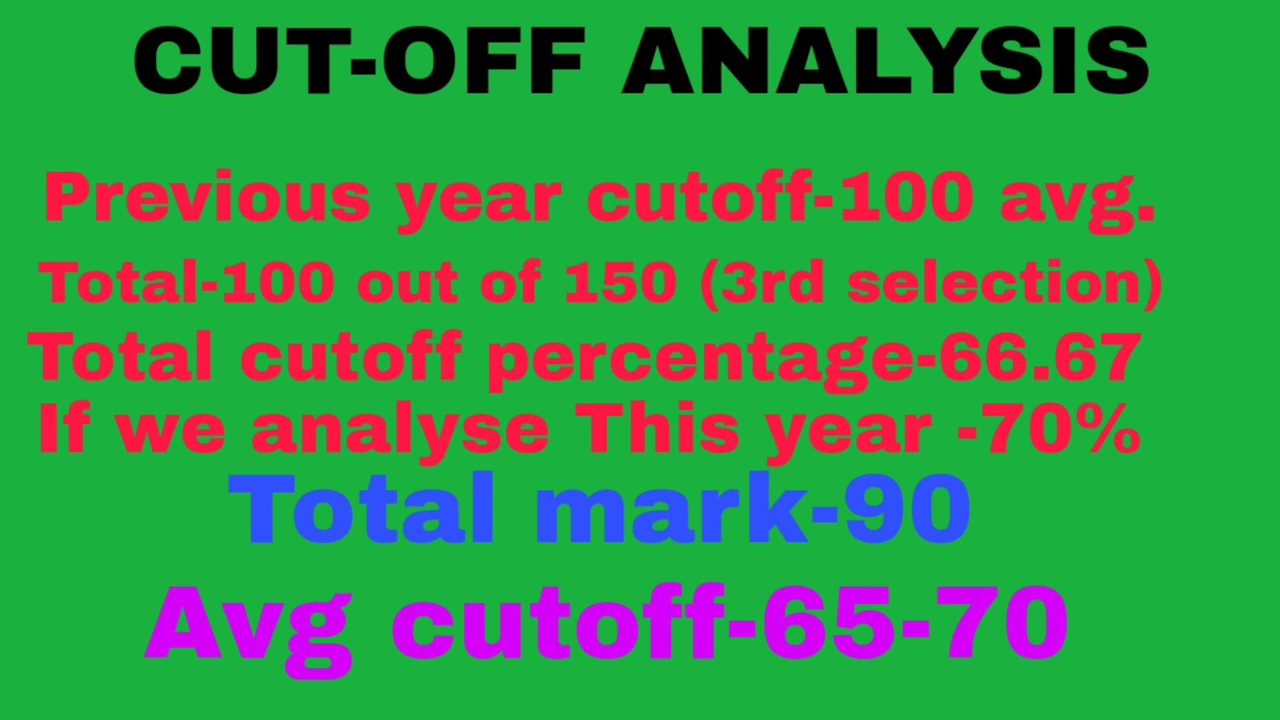 CUT-OFF ANALYSIS
Previous year cutoff-100 avg.
Total-100 out of 150 (3rd selection)
Total cutoff percentage-66.67
If we analyse This year -70%
Total mark-90
Avg cutoff-65-70